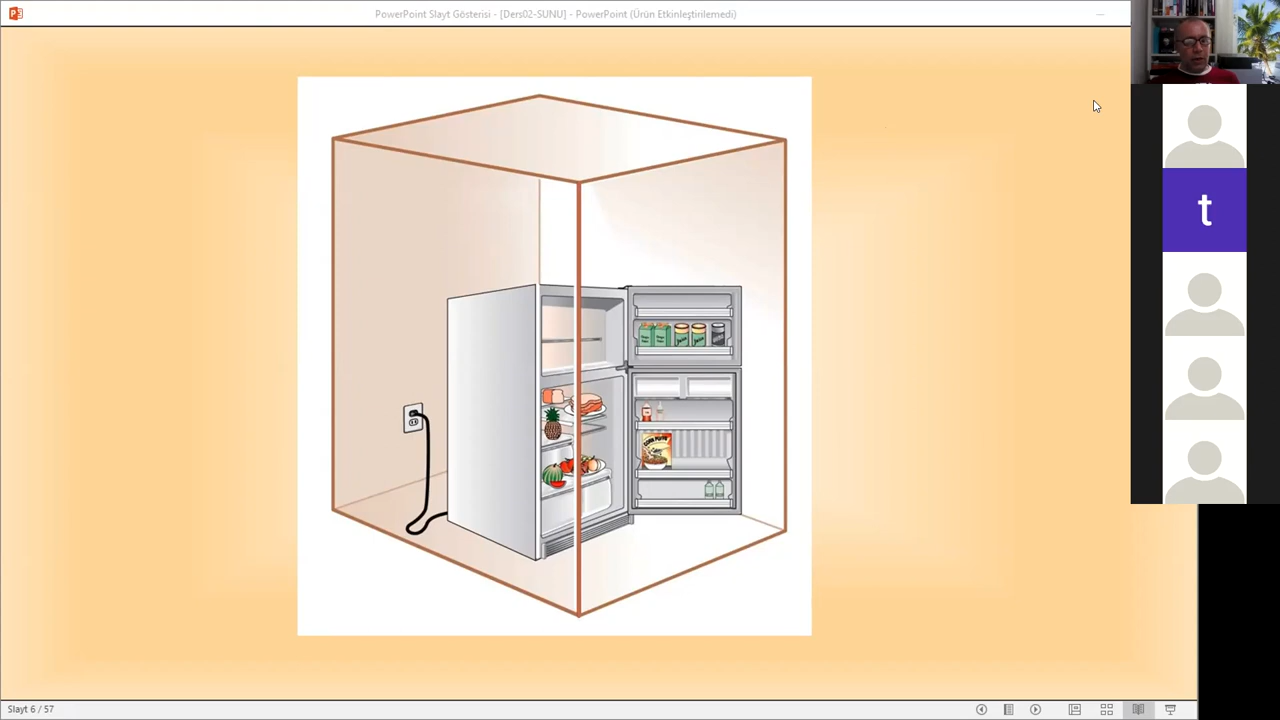 PowerPoint Slayt Gösterisi - [Ders02-SUNU] - PowerPoint (Ürün Etkinleştirilemedi)
t
Slayt 6 / 57